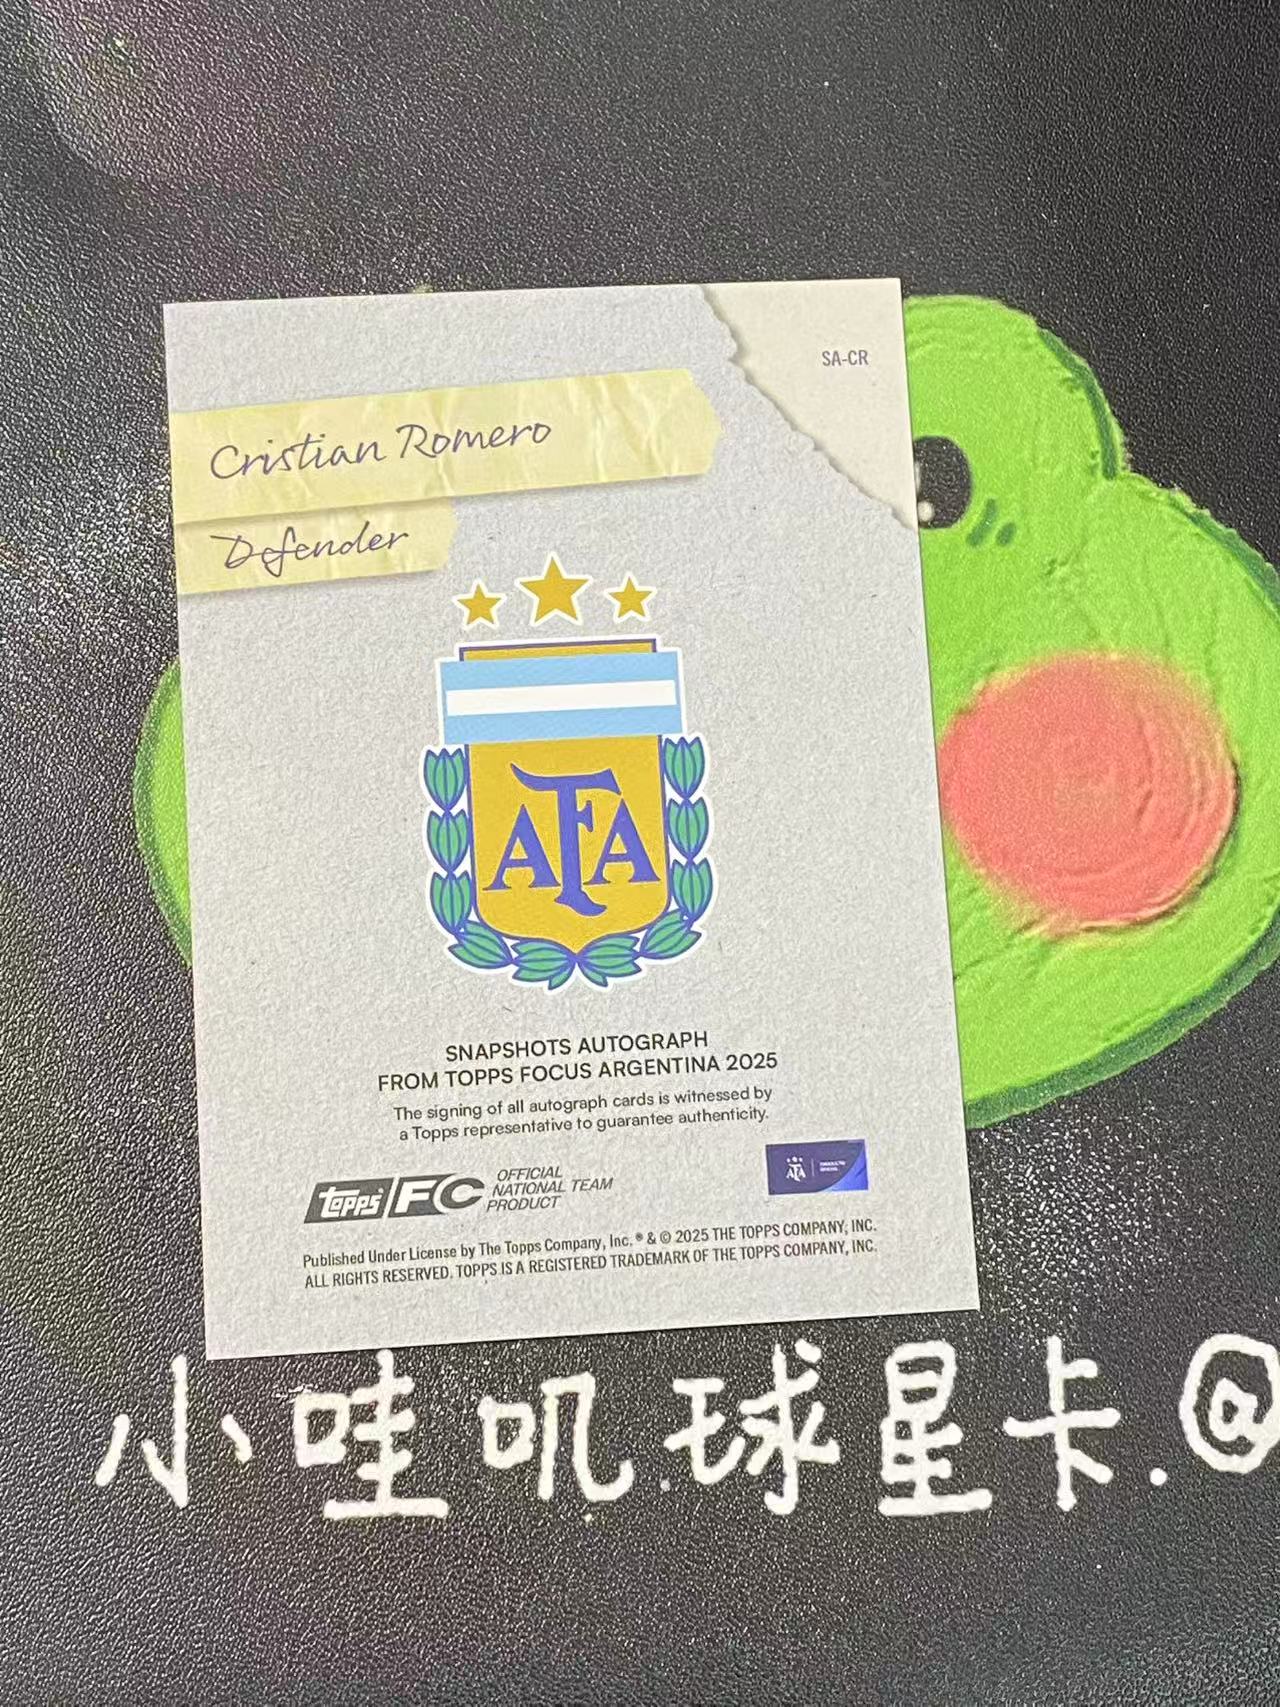 SA-CR
Cristian Romero
Defender
AFA
SNAPSHOTS AUTOGRAPH
FROM TOPPS FOCUS ARGENTINA 2025
The signing of all autograph cards is witnessed by
a Topps representative to guarantee authenticity.
topps FC OFFICIAL
NATIONAL TEAM
PRODUCT
AFA PRODUCTO
OFICIAL
Published Under License by The Topps Company, Inc. ® & © 2025 THE TOPPS COMPANY, INC.
ALL RIGHTS RESERVED. TOPPS IS A REGISTERED TRADEMARK OF THE TOPPS COMPANY, INC.
小哇叽.球星卡.@